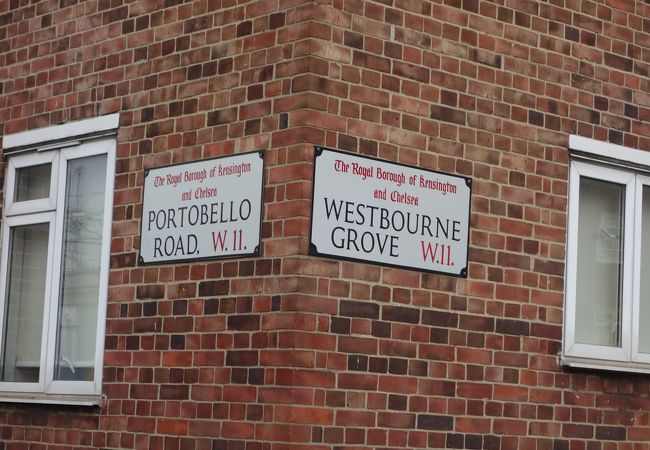 The Royal Borough of Kensington
and Chelsea
PORTOBELLO
ROAD, W.11.
The Royal Borough of Kensington
and Chelsea
WESTBOURNE
GROVE W.11.